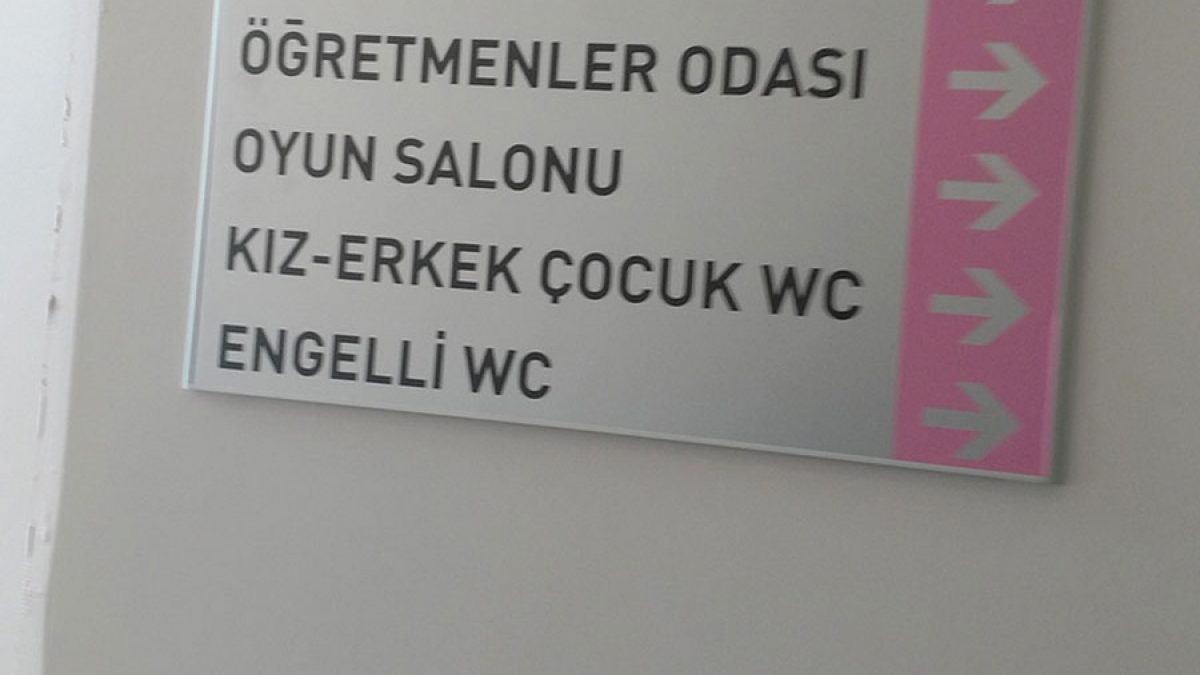 ÖĞRETMENLER ODASI
OYUN SALONU
KIZ-ERKEK ÇOCUK WC
ENGELLİ WC